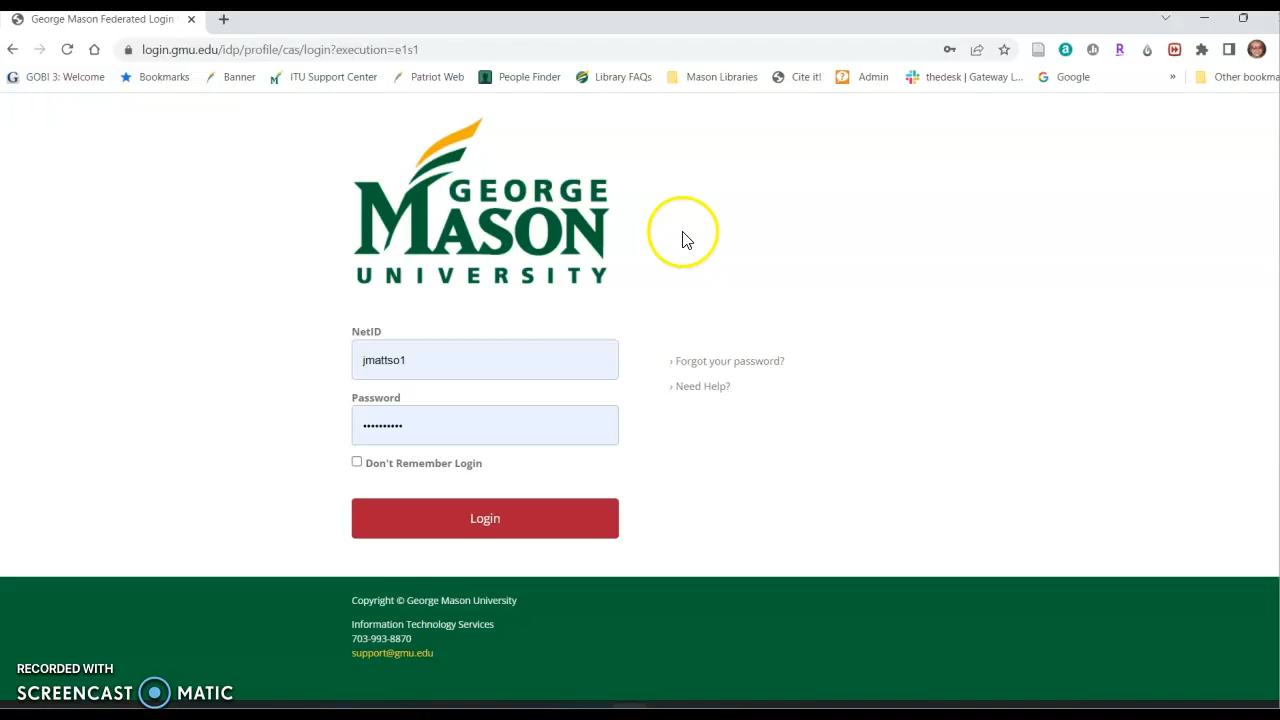 George Mason Federated Login
login.gmu.edu/idp/profile/cas/login?execution=e1s1
GOBI 3: Welcome Bookmarks Banner ITU Support Center Patriot Web People Finder Library FAQs Mason Libraries Cite it! Admin thedesk | Gateway L... Google » Other bookma
GEORGE
MASON
UNIVERSITY
NetID
jmattso1
› Forgot your password?
› Need Help?
Password
••••••••••
Don't Remember Login
Login
Copyright © George Mason University
Information Technology Services
703-993-8870
support@gmu.edu
RECORDED WITH
SCREENCAST MATIC